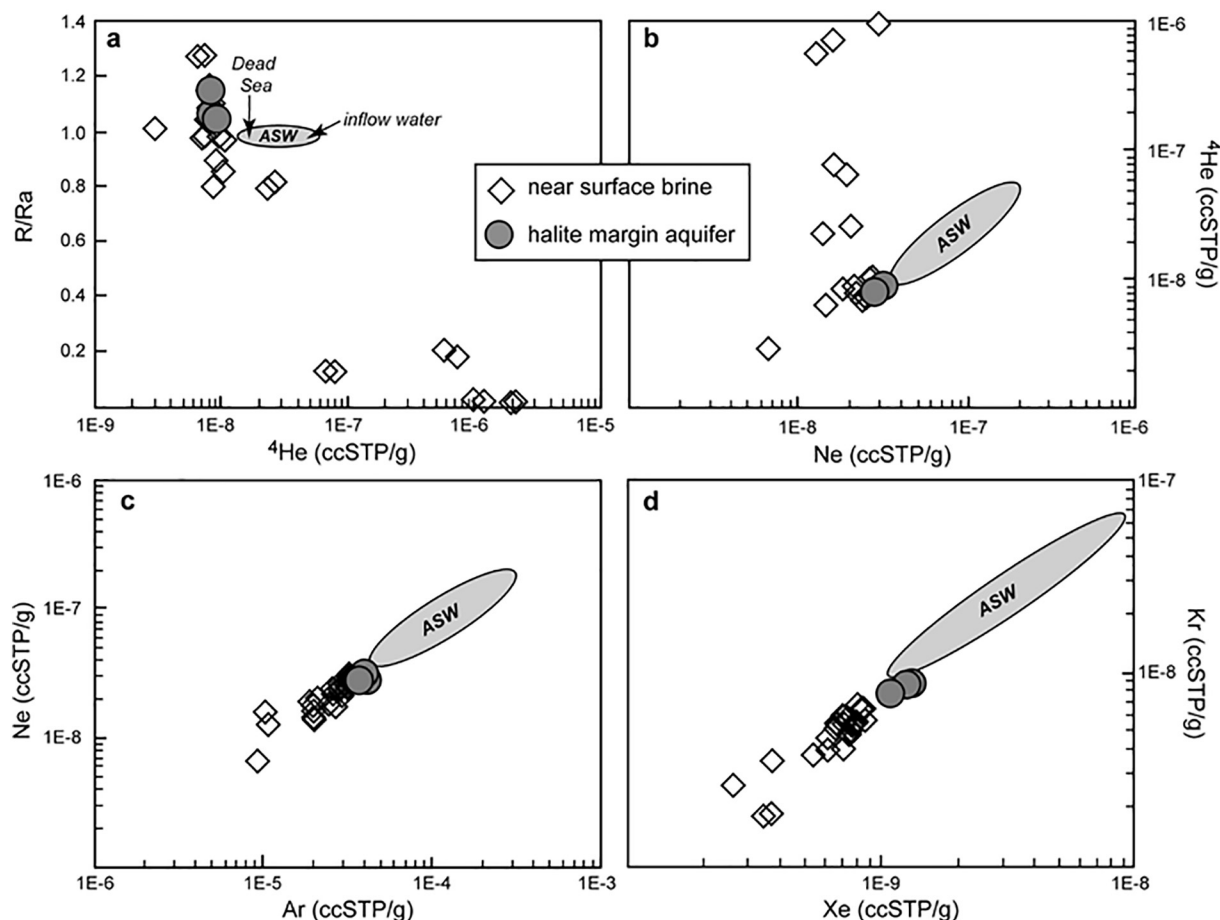 a
1.4
1.2
1.0
0.8
0.6
0.4
0.2
R/Ra
Dead
Sea
inflow water
ASW
1E-9
1E-8
1E-7
1E-6
1E-5
⁴He (ccSTP/g)
near surface brine
halite margin aquifer
b
ASW
1E-6
1E-7
1E-8
⁴He (ccSTP/g)
1E-8
1E-7
1E-6
Ne (ccSTP/g)
c
1E-6
1E-7
1E-8
Ne (ccSTP/g)
ASW
1E-6
1E-5
1E-4
1E-3
Ar (ccSTP/g)
d
ASW
1E-7
1E-8
Kr (ccSTP/g)
1E-9
1E-8
Xe (ccSTP/g)